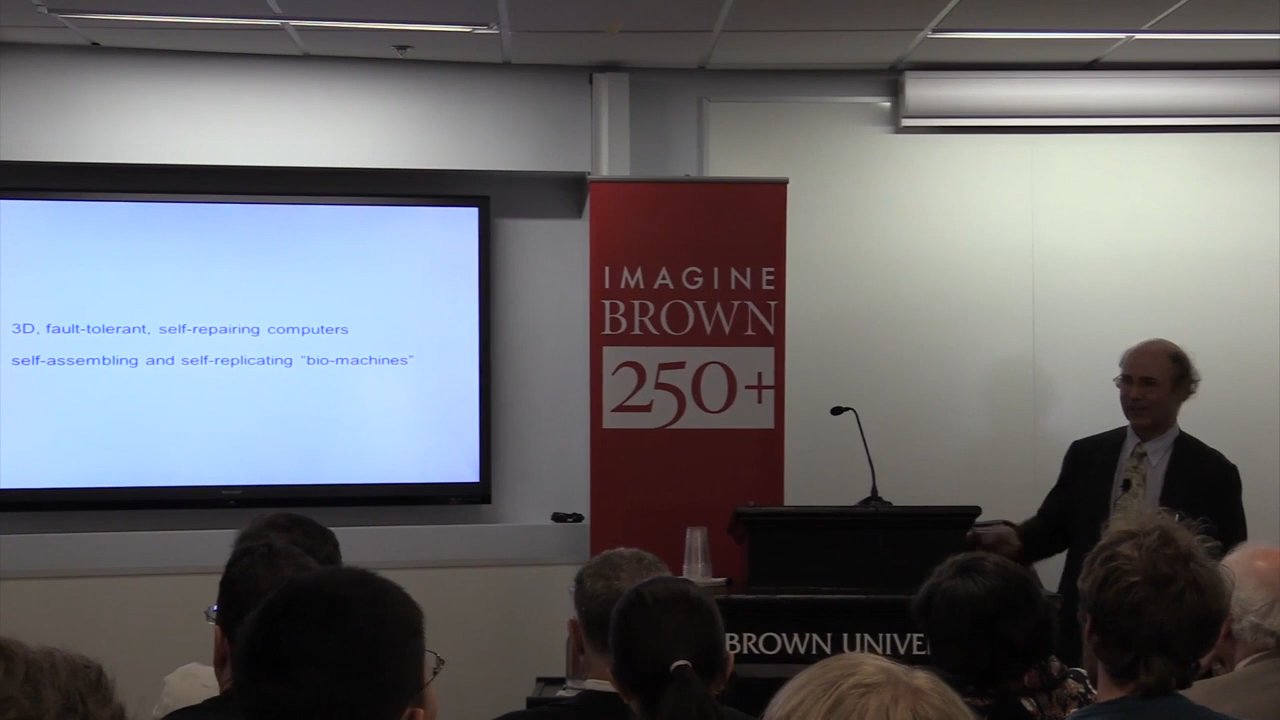 3D, fault-tolerant, self-repairing computers
self-assembling and self-replicating “bio-machines”
IMAGINE
BROWN
250+
BROWN UNIVE